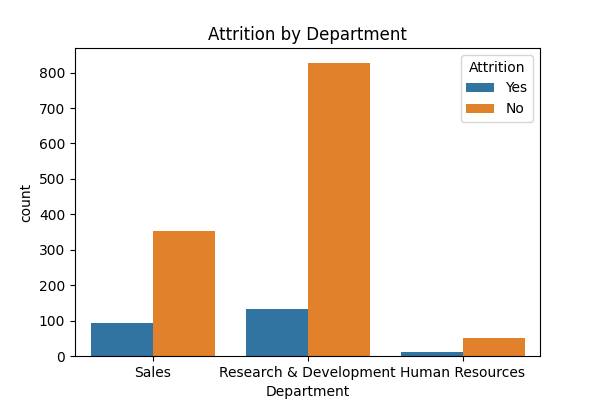 Attrition by Department
Attrition
Yes
No
800
700
600
500
400
300
200
100
0
count
Sales
Research & Development
Human Resources
Department